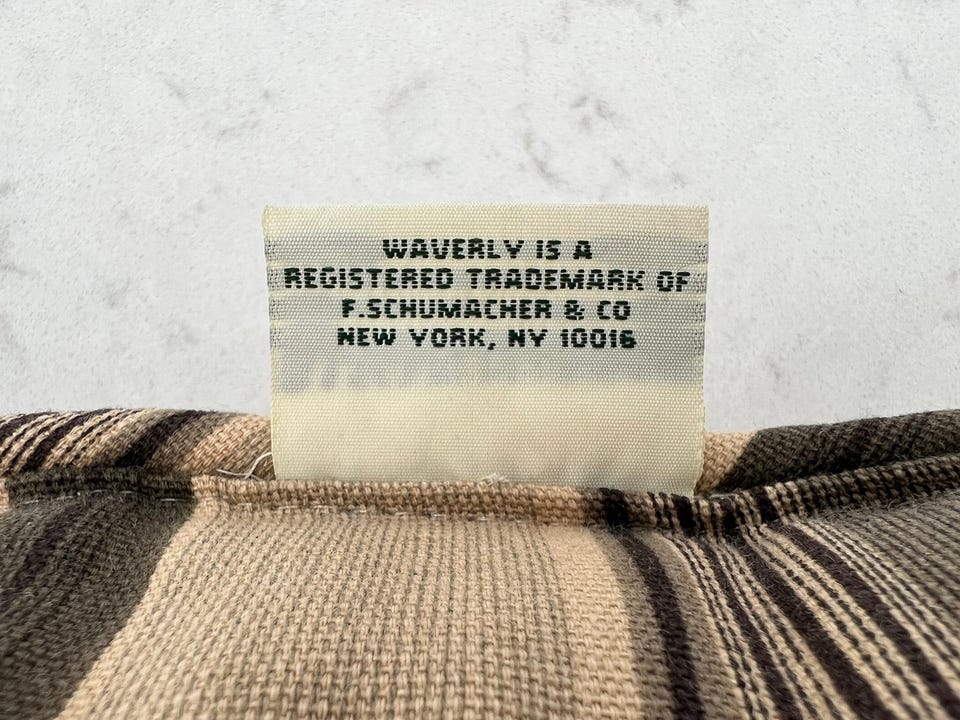 WAVERLY IS A
REGISTERED TRADEMARK OF
F.SCHUMACHER & CO
NEW YORK, NY 10016